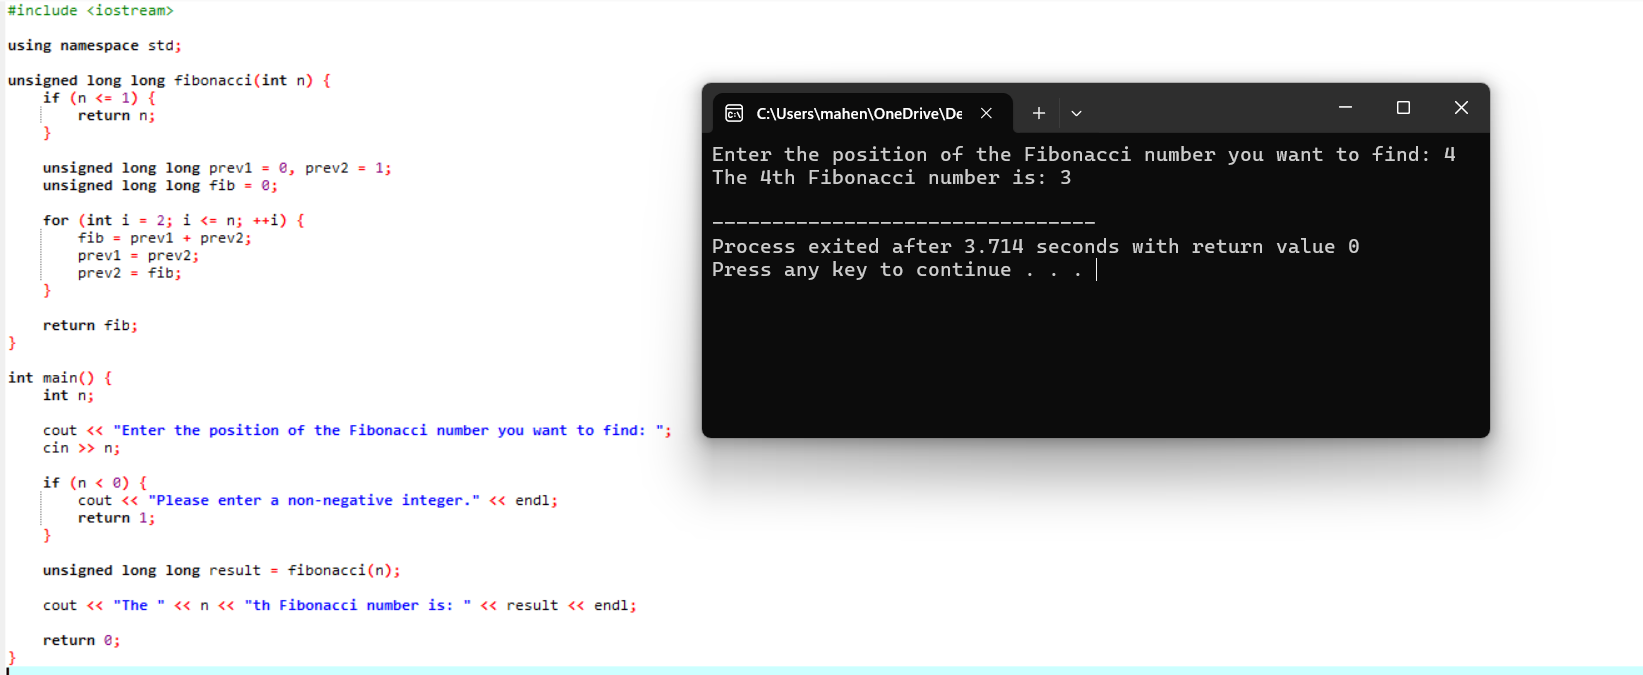 #include <iostream>
using namespace std;
unsigned long long fibonacci(int n) {
if (n <= 1) {
return n;
}
unsigned long long prev1 = 0, prev2 = 1;
unsigned long long fib = 0;
for (int i = 2; i <= n; ++i) {
fib = prev1 + prev2;
prev1 = prev2;
prev2 = fib;
}
return fib;
}
int main() {
int n;
cout << "Enter the position of the Fibonacci number you want to find: ";
cin >> n;
if (n < 0) {
cout << "Please enter a non-negative integer." << endl;
return 1;
}
unsigned long long result = fibonacci(n);
cout << "The " << n << "th Fibonacci number is: " << result << endl;
return 0;
}
C:\Users\mahen\OneDrive\De
Enter the position of the Fibonacci number you want to find: 4
The 4th Fibonacci number is: 3
--------------------------------
Process exited after 3.714 seconds with return value 0
Press any key to continue . . .